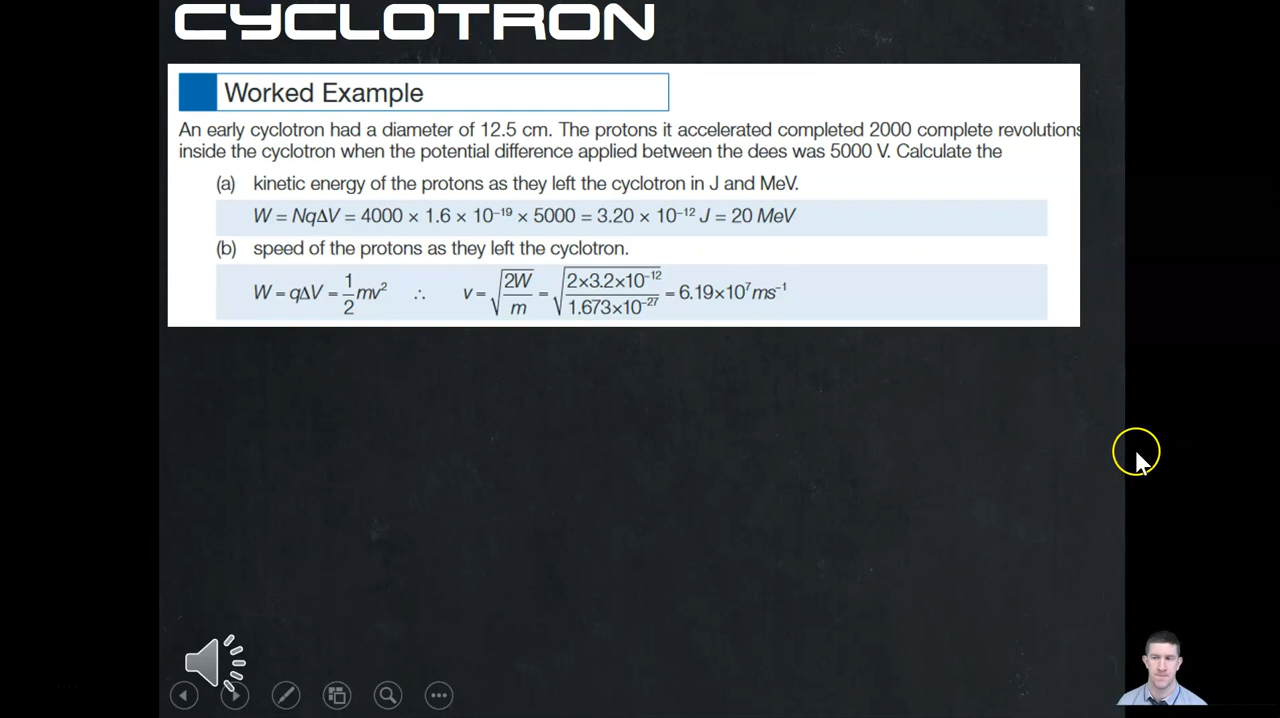 CYCLOTRON
Worked Example
An early cyclotron had a diameter of 12.5 cm. The protons it accelerated completed 2000 complete revolutions
inside the cyclotron when the potential difference applied between the dees was 5000 V. Calculate the
(a) kinetic energy of the protons as they left the cyclotron in J and MeV.
W = NqΔV = 4000 × 1.6 × 10⁻¹⁹ × 5000 = 3.20 × 10⁻¹² J = 20 MeV
(b) speed of the protons as they left the cyclotron.
W = qΔV = 1/2 mv² ∴ v = √(2W/m) = √(2×3.2×10⁻¹²/1.673×10⁻²⁷) = 6.19×10⁷ms⁻¹